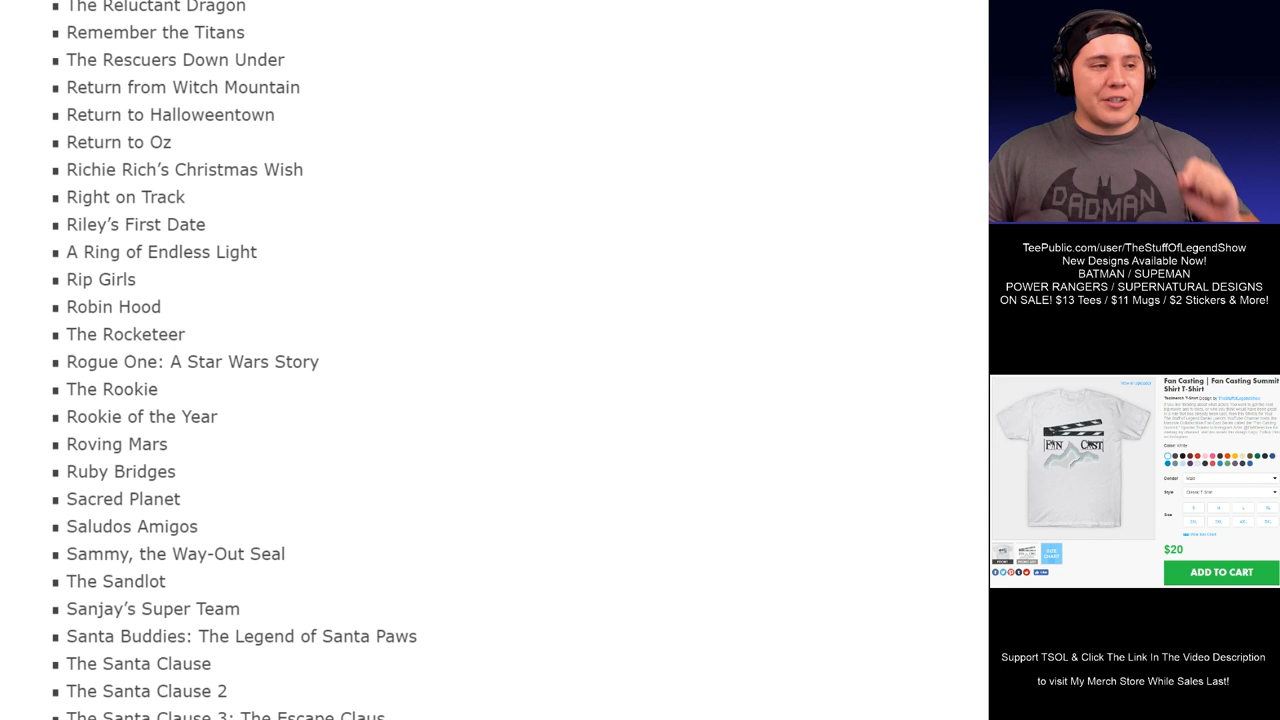 The Reluctant Dragon
Remember the Titans
The Rescuers Down Under
Return from Witch Mountain
Return to Halloweentown
Return to Oz
Richie Rich’s Christmas Wish
Right on Track
Riley’s First Date
A Ring of Endless Light
Rip Girls
Robin Hood
The Rocketeer
Rogue One: A Star Wars Story
The Rookie
Rookie of the Year
Roving Mars
Ruby Bridges
Sacred Planet
Saludos Amigos
Sammy, the Way-Out Seal
The Sandlot
Sanjay’s Super Team
Santa Buddies: The Legend of Santa Paws
The Santa Clause
The Santa Clause 2
The Santa Clause 3: The Escape Claus
DADMAN
TeePublic.com/user/TheStuffOfLegendShow
New Designs Available Now!
BATMAN / SUPEMAN
POWER RANGERS / SUPERNATURAL DESIGNS
ON SALE! $13 Tees / $11 Mugs / $2 Stickers & More!
Fan Casting | Fan Casting Summit
Shirt T-Shirt
FAN CAST
$20
ADD TO CART
Support TSOL & Click The Link In The Video Description
to visit My Merch Store While Sales Last!